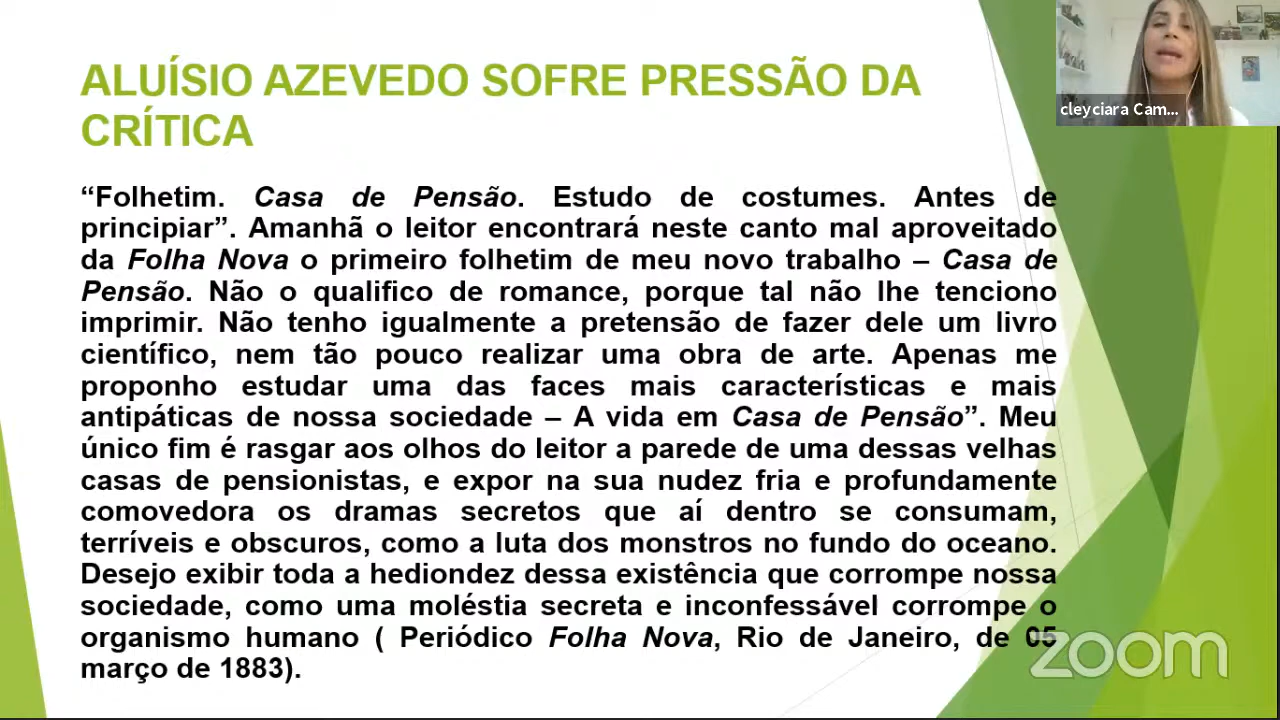 ALUÍSIO AZEVEDO SOFRE PRESSÃO DA
CRÍTICA
cleyciara Cam...
“Folhetim. Casa de Pensão. Estudo de costumes. Antes de
principiar”. Amanhã o leitor encontrará neste canto mal aproveitado
da Folha Nova o primeiro folhetim de meu novo trabalho – Casa de
Pensão. Não o qualifico de romance, porque tal não lhe tenciono
imprimir. Não tenho igualmente a pretensão de fazer dele um livro
científico, nem tão pouco realizar uma obra de arte. Apenas me
proponho estudar uma das faces mais características e mais
antipáticas de nossa sociedade – A vida em Casa de Pensão”. Meu
único fim é rasgar aos olhos do leitor a parede de uma dessas velhas
casas de pensionistas, e expor na sua nudez fria e profundamente
comovedora os dramas secretos que aí dentro se consumam,
terríveis e obscuros, como a luta dos monstros no fundo do oceano.
Desejo exibir toda a hediondez dessa existência que corrompe nossa
sociedade, como uma moléstia secreta e inconfessável corrompe o
organismo humano ( Periódico Folha Nova, Rio de Janeiro, de 05
março de 1883).
zoom